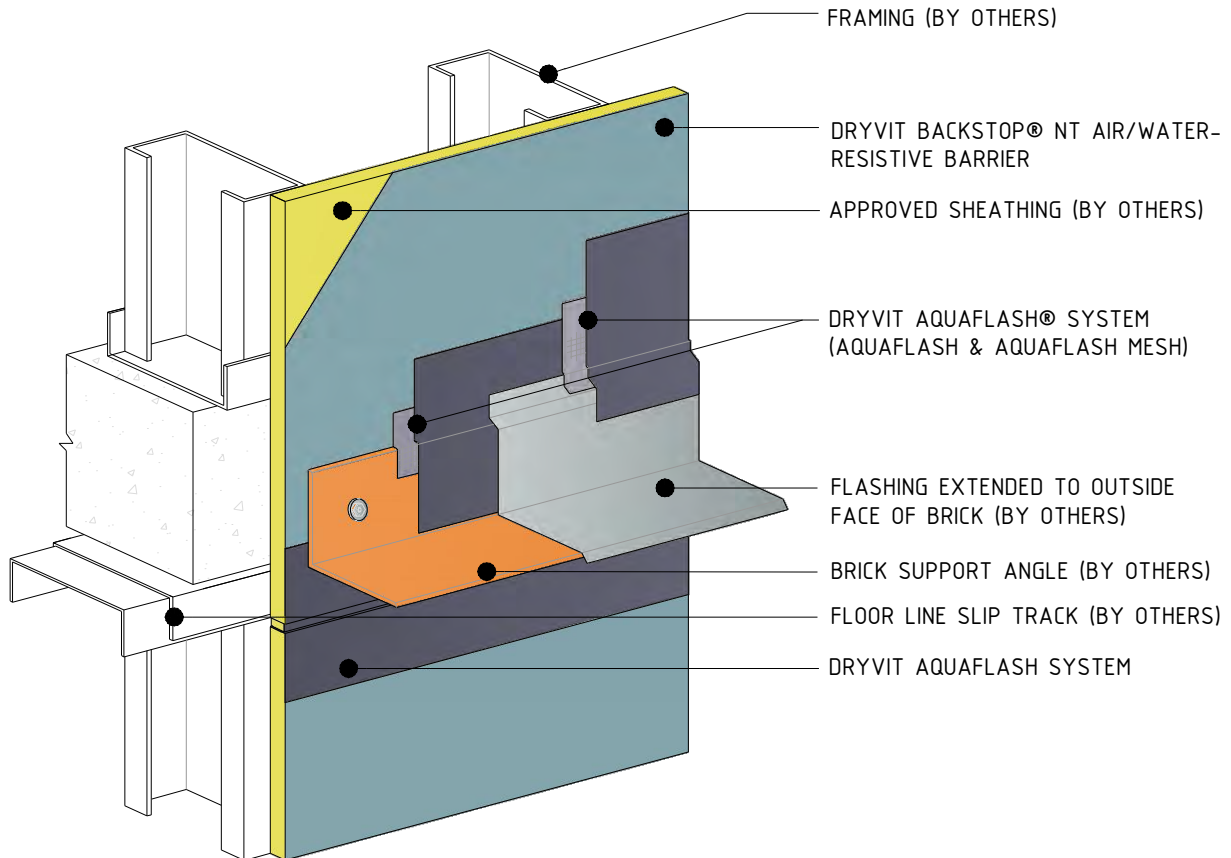 FRAMING (BY OTHERS)
DRYVIT BACKSTOP® NT AIR/WATER-
RESISTIVE BARRIER
APPROVED SHEATHING (BY OTHERS)
DRYVIT AQUAFLASH® SYSTEM
(AQUAFLASH & AQUAFLASH MESH)
FLASHING EXTENDED TO OUTSIDE
FACE OF BRICK (BY OTHERS)
BRICK SUPPORT ANGLE (BY OTHERS)
FLOOR LINE SLIP TRACK (BY OTHERS)
DRYVIT AQUAFLASH SYSTEM